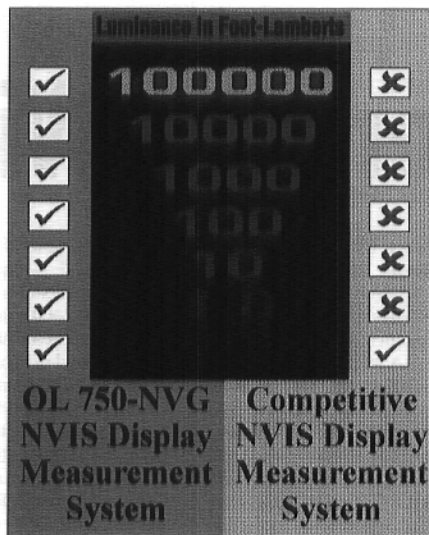 Luminance in Foot-Lamberts
100000
10000
1000
100
10
OL 750-NVG
NVIS Display
Measurement
System
Competitive
NVIS Display
Measurement
System